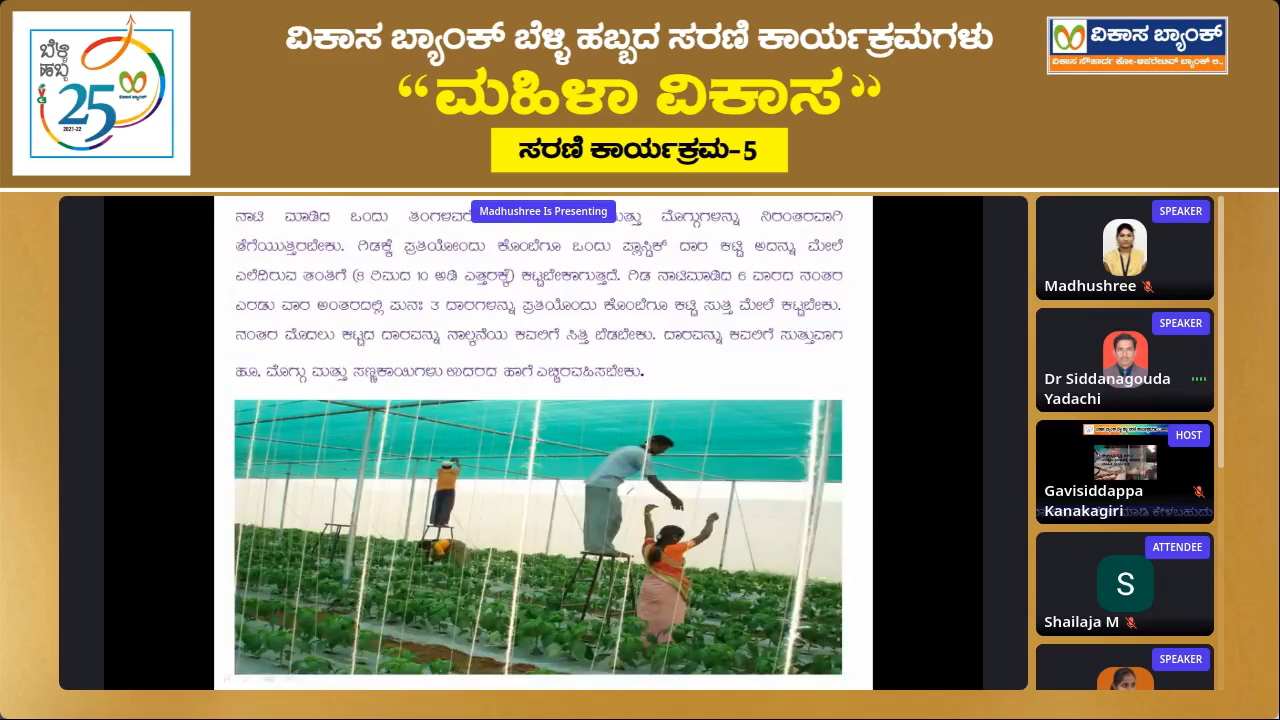 ಬೆಳ್ಳಿ
ಹಬ್ಬ
25
2021-22
ವಿಕಾಸ ಬ್ಯಾಂಕ್ ಬೆಳ್ಳಿ ಹಬ್ಬದ ಸರಣಿ ಕಾರ್ಯಕ್ರಮಗಳು
“ಮಹಿಳಾ ವಿಕಾಸ”
ಸರಣಿ ಕಾರ್ಯಕ್ರಮ-5
ವಿಕಾಸ ಬ್ಯಾಂಕ್
ವಿಕಾಸ ಸೌಹಾರ್ದ ಕೋ-ಆಪರೇಟಿವ್ ಬ್ಯಾಂಕ್ ಲಿ.,
Madhushree Is Presenting
ನಾಟಿ ಮಾಡಿದ ಒಂದು ಮೊಗ್ಗುಗಳನ್ನು ನಿರಂತರವಾಗಿ
ತೆಗೆಯುತ್ತಿರಬೇಕು. ಗಿಡಕ್ಕೆ ಪ್ರತಿಯೋಂದು ಕೊಂಬೆಗೂ ಒಂದು ಪ್ಲಾಸ್ಟಿಕ್ ದಾರ ಕಟ್ಟಿ ಅದನ್ನು ಮೇಲೆ
ಎಲೆದಿರುವ ತಂತಿಗೆ (8 ರಿಂದ 10 ಅಡಿ ಎತ್ತರಕ್ಕೆ) ಕಟ್ಟಬೇಕಾಗುತ್ತದೆ. ಗಿಡ ನಾಟಿಮಾಡಿದ 6 ವಾರದ ನಂತರ
ಎರಡು ವಾರ ಅಂತರದಲ್ಲಿ ಪುನಃ 3 ದಾರಗಳನ್ನು ಪ್ರತಿಯೊಂದು ಕೊಂಬೆಗೂ ಕಟ್ಟಿ ಸುತ್ತಿ ಮೇಲೆ ಕಟ್ಟಬೇಕು.
ನಂತರ ಮೊದಲು ಕಟ್ಟಿದ ದಾರವನ್ನು ನಾಲ್ಕನೆಯ ಕವಲಿಗೆ ಸಿತ್ತಿ ಬೆಡಬೇಕು. ದಾರವನ್ನು ಕವಲಿಗೆ ಸುತ್ತುವಾಗ
ಹೂ, ಮೊಗ್ಗು ಮತ್ತು ಸಣ್ಣಕಾಯಿಗಳು ಉದರದ ಹಾಗೆ ಎಚ್ಚರವಹಿಸಬೇಕು.
SPEAKER
Madhushree
SPEAKER
Dr Siddanagouda
Yadachi
HOST
Gavisiddappa
Kanakagiri
ATTENDEE
S
Shailaja M
SPEAKER